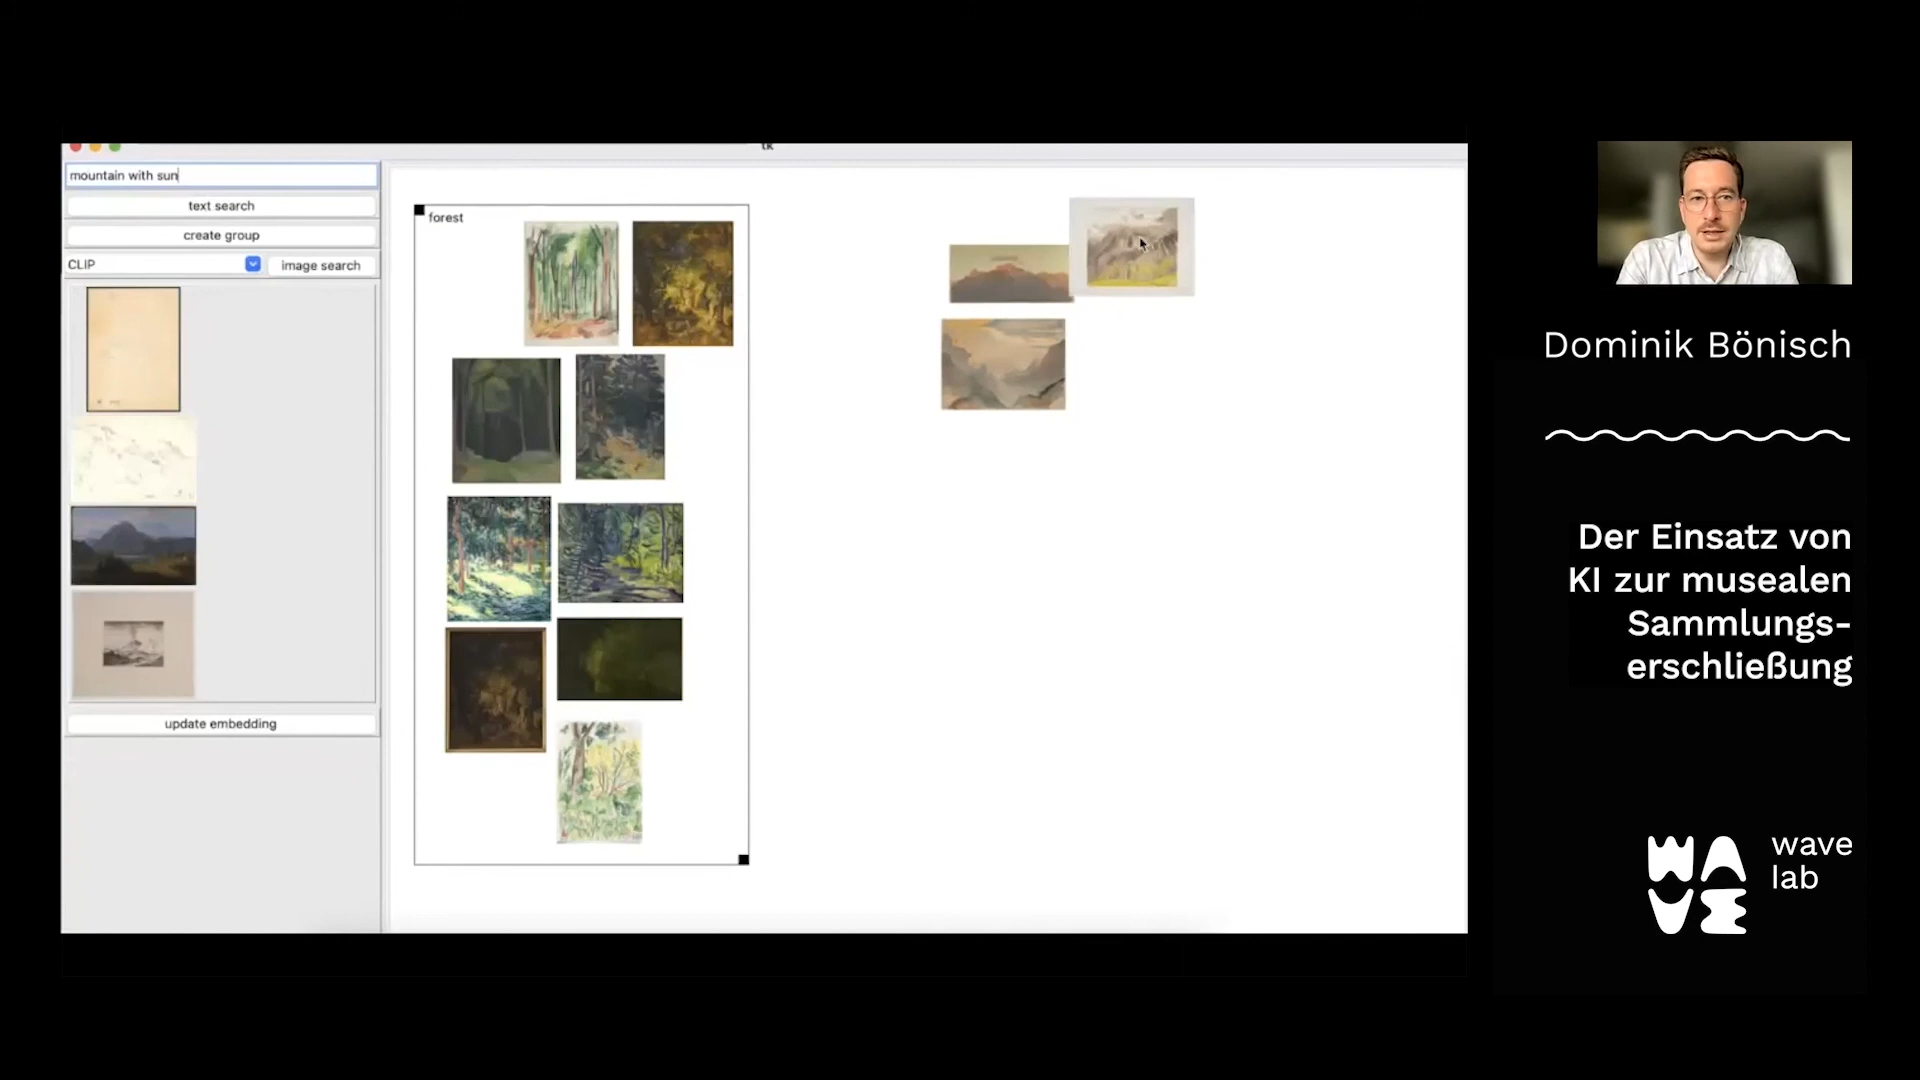 tk
mountain with sun
text search
create group
CLIP
image search
update embedding
forest
Dominik Bönisch
Der Einsatz von
KI zur musealen
Sammlungs-
erschließung
WAVE
wave
lab